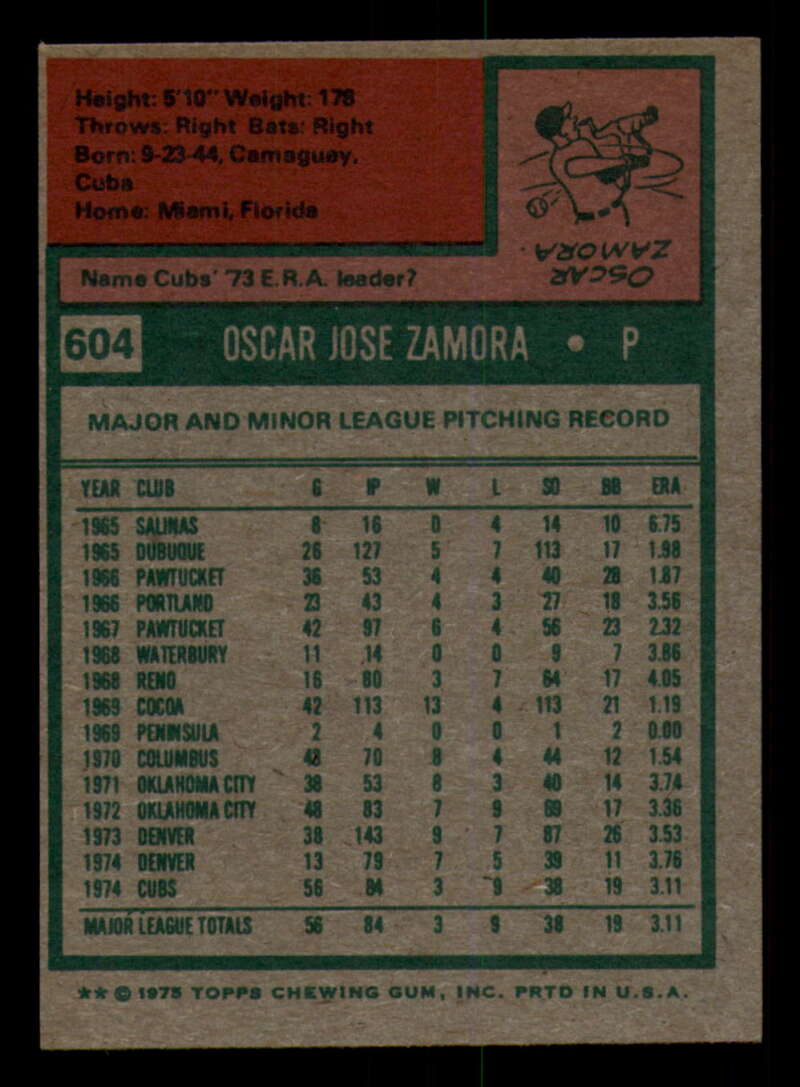 Height: 5'10" Weight: 178
Throws: Right Bats: Right
Born: 9-23-44, Camaguey,
Cuba
Home: Miami, Florida
Name Cubs' '73 E.R.A. leader?
OSCAR
ZAMORA.
604 OSCAR JOSE ZAMORA • P
MAJOR AND MINOR LEAGUE PITCHING RECORD
YEAR CLUB G IP W L SO BB ERA
1965 SALINAS 8 16 0 4 14 10 6.75
1965 DUBUQUE 26 127 5 7 113 17 1.98
1966 PAWTUCKET 36 53 4 4 40 28 1.87
1966 PORTLAND 23 43 4 3 27 18 3.56
1967 PAWTUCKET 42 97 6 4 56 23 2.32
1968 WATERBURY 11 14 0 0 9 7 3.86
1968 RENO 16 80 3 7 64 17 4.05
1969 COCOA 42 113 13 4 113 21 1.19
1969 PENINSULA 2 4 0 0 1 2 0.00
1970 COLUMBUS 48 70 8 4 44 12 1.54
1971 OKLAHOMA CITY 38 53 8 3 40 14 3.74
1972 OKLAHOMA CITY 48 83 7 9 69 17 3.36
1973 DENVER 38 143 9 7 87 26 3.53
1974 DENVER 13 79 7 5 39 11 3.76
1974 CUBS 56 84 3 9 38 19 3.11
MAJOR LEAGUE TOTALS 56 84 3 9 38 19 3.11
** © 1975 TOPPS CHEWING GUM, INC. PRTD IN U.S.A.